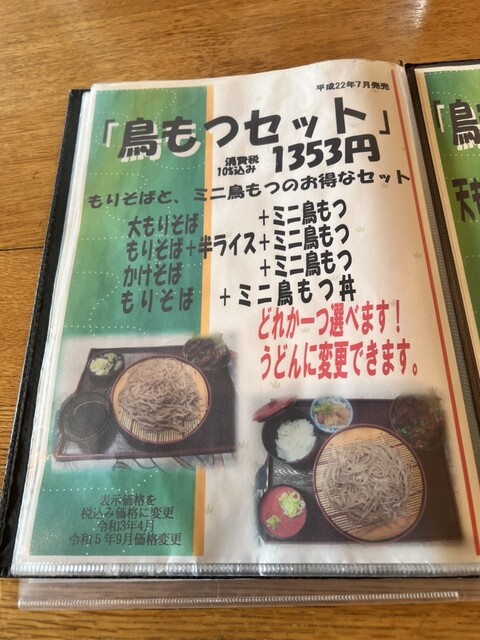 平成22年7月発売
「鳥もつセット」
消費税
10%込み 1353円
もりそばと、ミニ鳥もつのお得なセット
大もりそば ＋ミニ鳥もつ
もりそば＋半ライス＋ミニ鳥もつ
かけそば ＋ミニ鳥もつ
もりそば ＋ミニ鳥もつ丼
どれか一つ選べます！
うどんに変更できます。
表示価格を
税込み価格に変更
令和3年4月
令和5年9月価格変更
「鳥